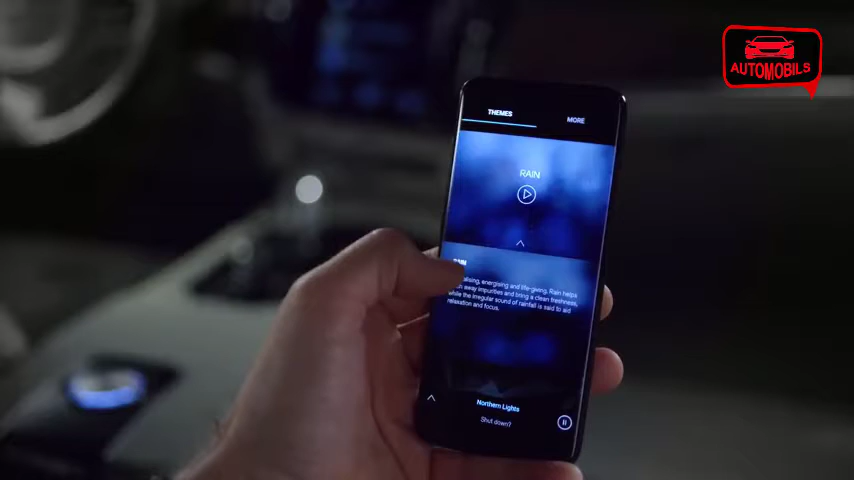 AUTOMOBILS
THEMES
MORE
RAIN
RAIN
energising and life-giving. Rain helps
away impurities and bring a clean freshness,
while the irregular sound of rainfall is said to aid
relaxation and focus.
Northern Lights
Shut down?